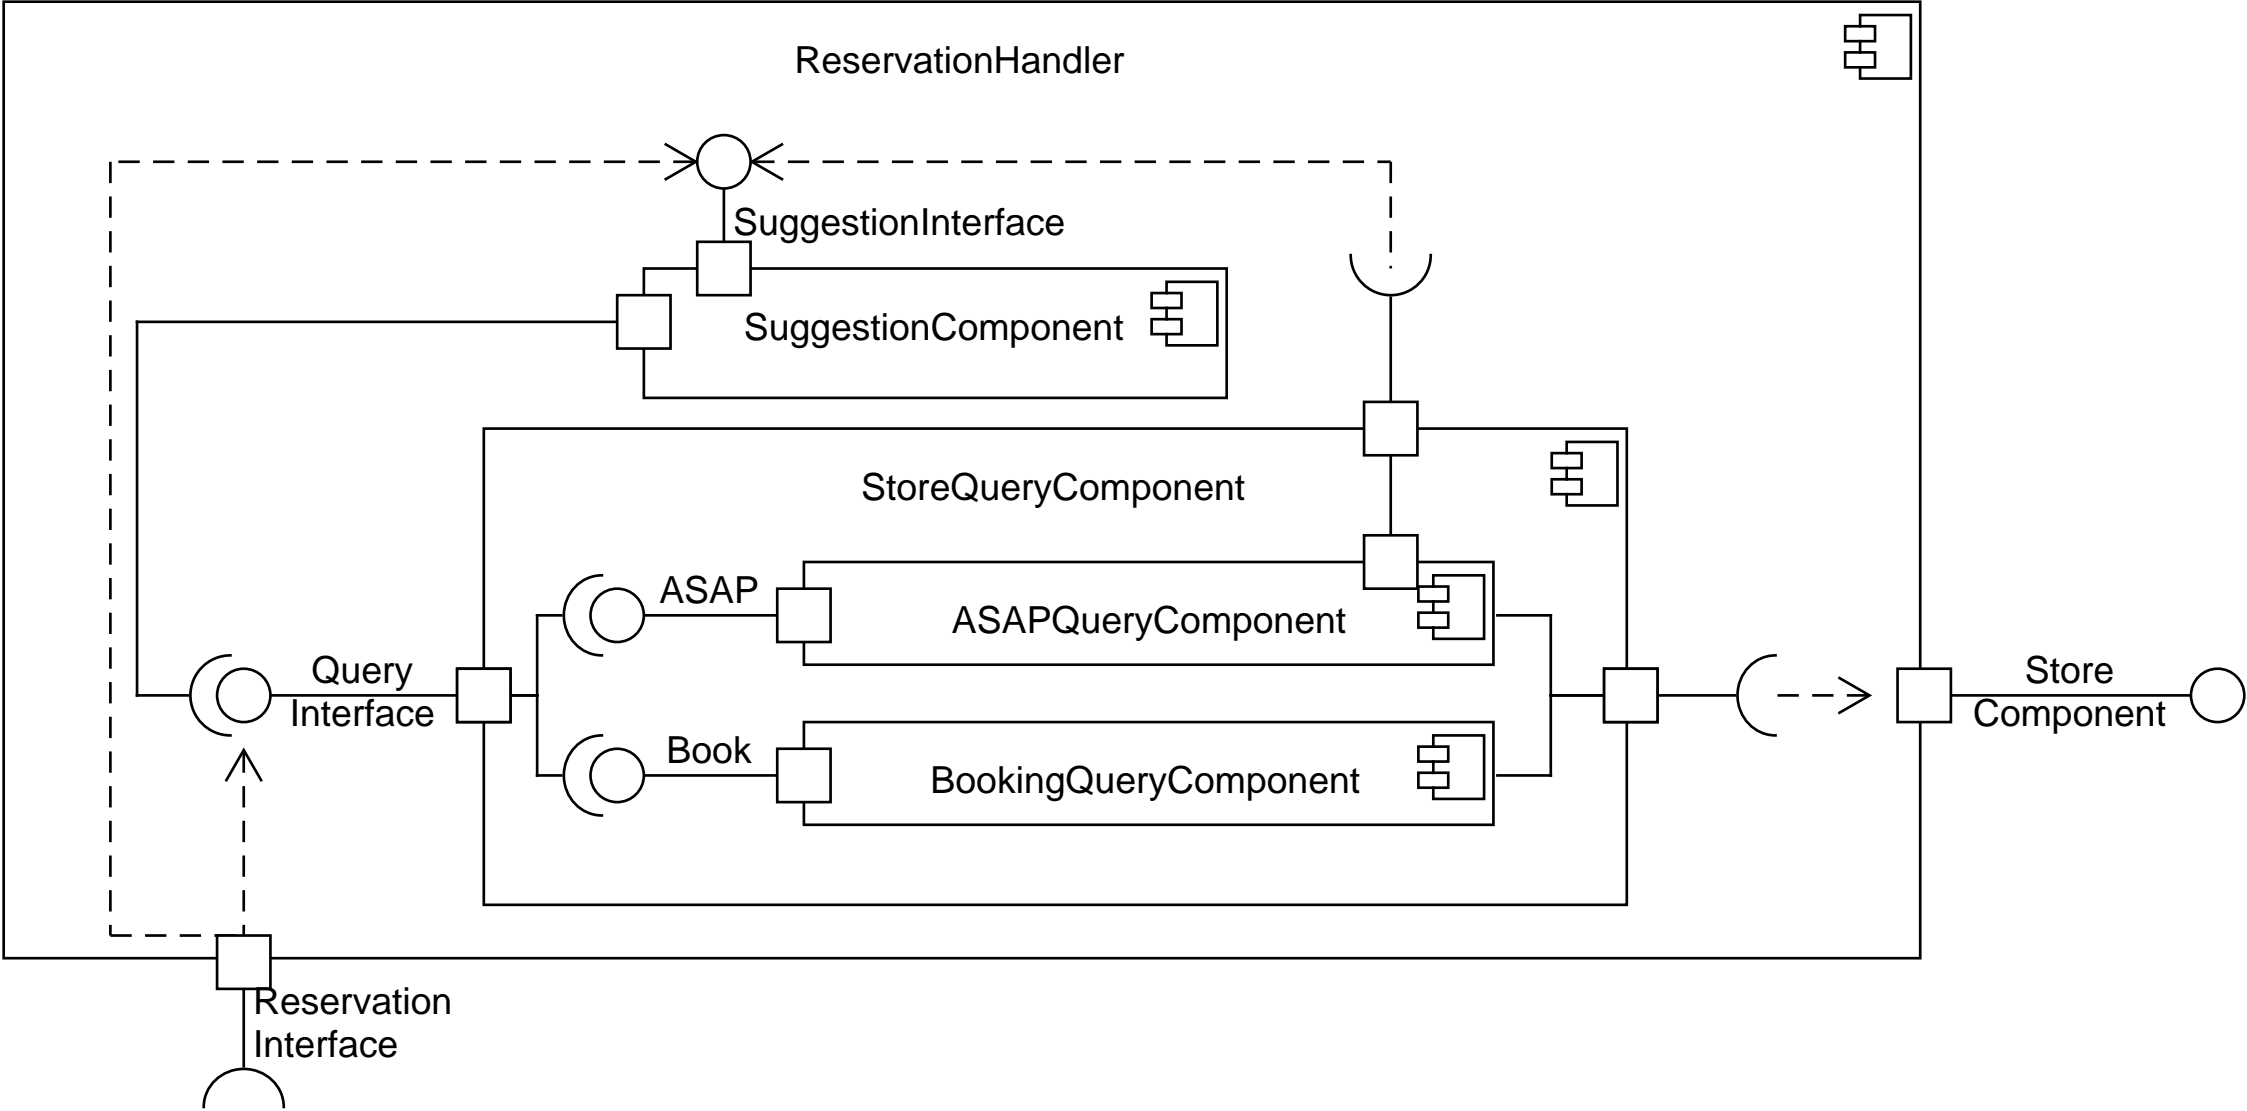 ReservationHandler
SuggestionInterface
SuggestionComponent
StoreQueryComponent
ASAP
ASAPQueryComponent
Query
Interface
Store
Component
Book
BookingQueryComponent
Reservation
Interface